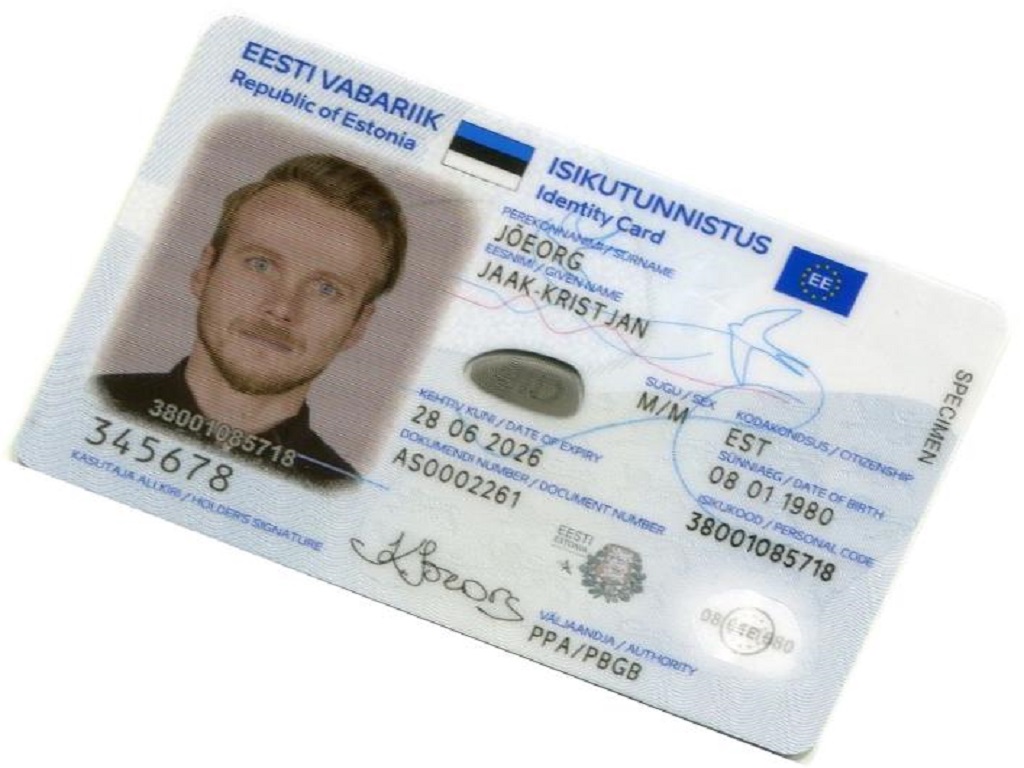 EESTI VABARIIK
Republic of Estonia
ISIKUTUNNISTUS
Identity Card
EE
PEREKONNANIMI / SURNAME
JÕEORG
EESNIMI / GIVEN NAME
JAAK-KRISTJAN
SUGU / SEX
M/M
KODAKONDSUS / CITIZENSHIP
EST
SÜNNIAEG / DATE OF BIRTH
08 01 1980
ISIKUKOOD / PERSONAL CODE
38001085718
KEHTIV KUNI / DATE OF EXPIRY
28 06 2026
DOKUMENDI NUMBER / DOCUMENT NUMBER
AS0002261
38001085718
345678
KASUTAJA ALLKIRI / HOLDER'S SIGNATURE
EESTI
ESTONIA
VÄLJAANDJA / AUTHORITY
PPA/PBGB
SPECIMEN